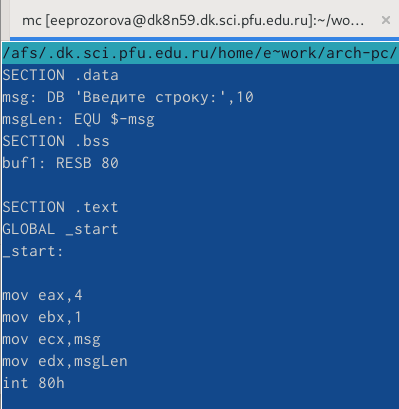 mc [eeprozorova@dk8n59.dk.sci.pfu.edu.ru]:~/wo… ×
/afs/.dk.sci.pfu.edu.ru/home/e~work/arch-pc/
SECTION .data
msg: DB 'Введите строку:',10
msgLen: EQU $-msg
SECTION .bss
buf1: RESB 80
SECTION .text
GLOBAL _start
_start:
mov eax,4
mov ebx,1
mov ecx,msg
mov edx,msgLen
int 80h